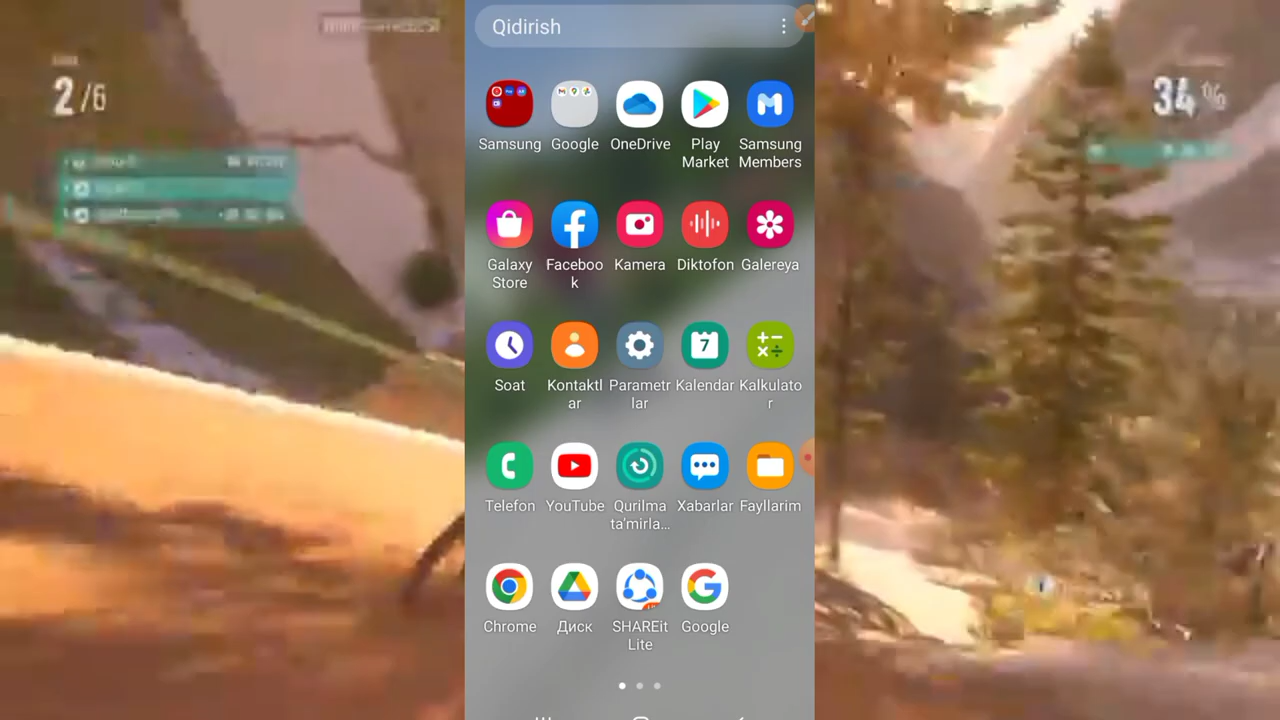 2/6
34 %
Qidirish
Samsung
Google
OneDrive
Play
Market
Samsung
Members
Galaxy
Store
Faceboo
k
Kamera
Diktofon
Galereya
Soat
Kontaktl
ar
Parametr
lar
7
Kalendar
Kalkulato
r
Telefon
YouTube
Qurilma
ta'mirla...
Xabarlar
Fayllarim
Chrome
Диск
SHAREit
Lite
Google